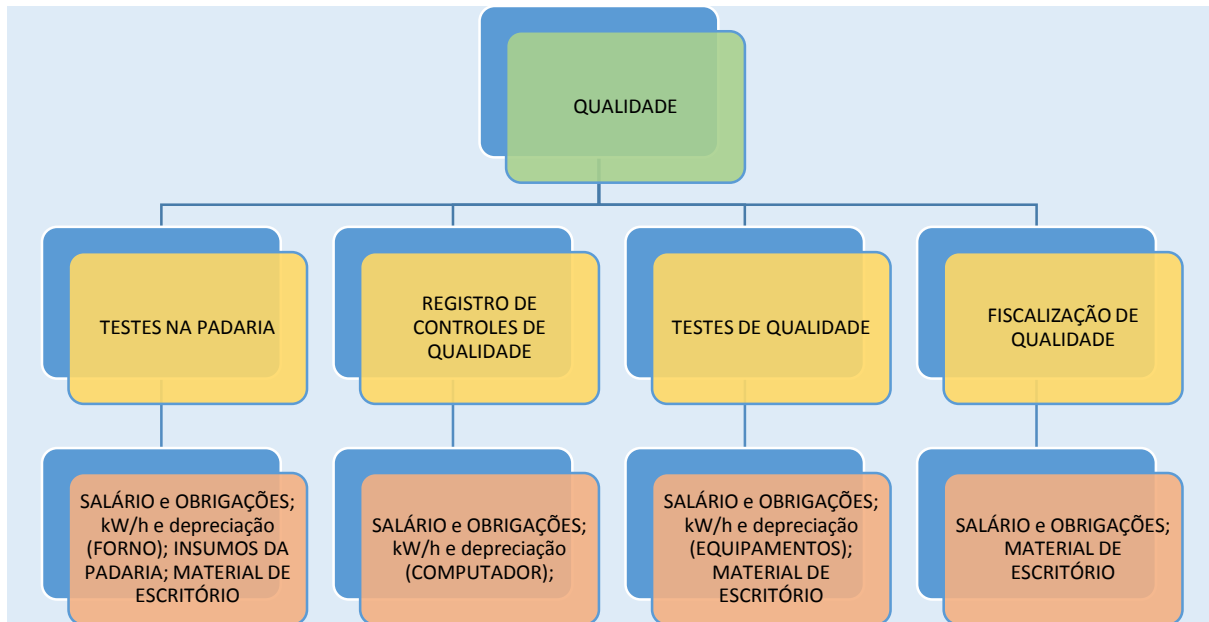 QUALIDADE
TESTES NA PADARIA
REGISTRO DE
CONTROLES DE
QUALIDADE
TESTES DE QUALIDADE
FISCALIZAÇÃO DE
QUALIDADE
SALÁRIO e OBRIGAÇÕES;
kW/h e depreciação
(FORNO); INSUMOS DA
PADARIA; MATERIAL DE
ESCRITÓRIO
SALÁRIO e OBRIGAÇÕES;
kW/h e depreciação
(COMPUTADOR);
SALÁRIO e OBRIGAÇÕES;
kW/h e depreciação
(EQUIPAMENTOS);
MATERIAL DE
ESCRITÓRIO
SALÁRIO e OBRIGAÇÕES;
MATERIAL DE
ESCRITÓRIO